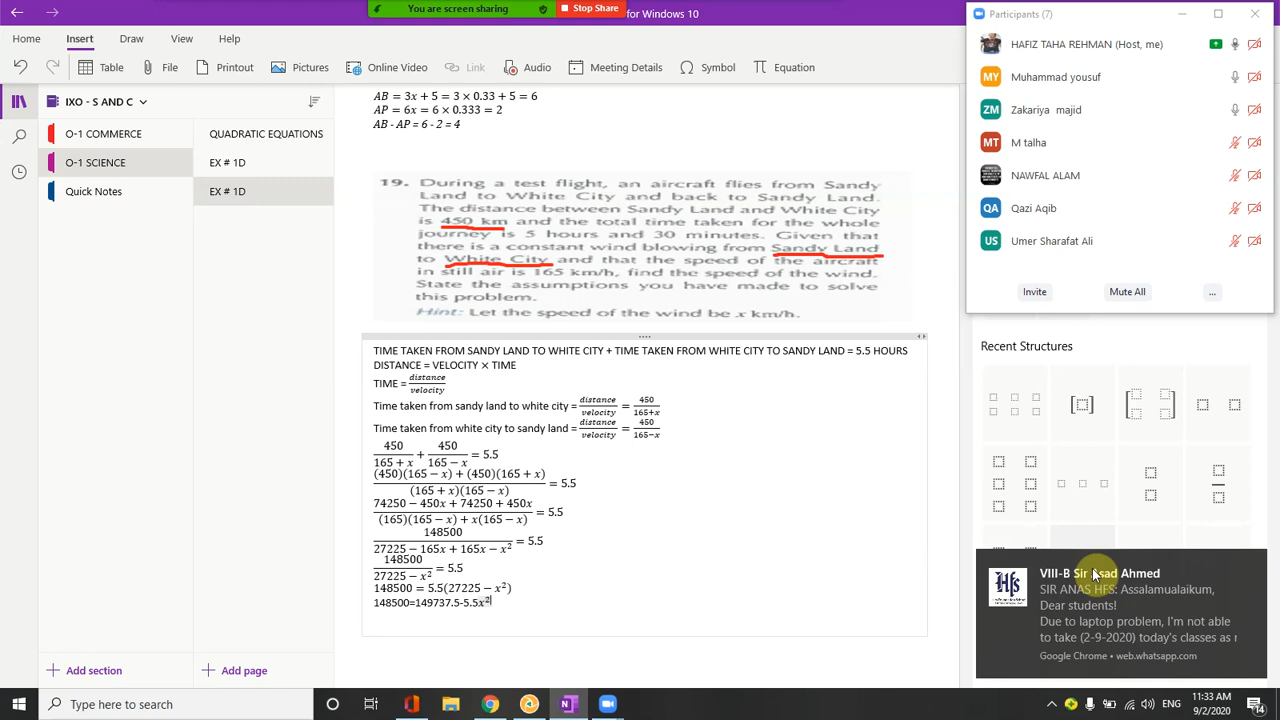 You are screen sharing
Stop Share
for Windows 10
Home
Insert
Draw
View
Help
Table
File
Printout
Pictures
Online Video
Link
Audio
Meeting Details
Symbol
Equation
IXO - S AND C
O-1 COMMERCE
O-1 SCIENCE
Quick Notes
QUADRATIC EQUATIONS
EX # 1D
EX # 1D
Add section
Add page
AB = 3x + 5 = 3 × 0.33 + 5 = 6
AP = 6x = 6 × 0.333 = 2
AB - AP = 6 - 2 = 4
19. During a test flight, an aircraft flies from Sandy
Land to White City and back to Sandy Land.
The distance between Sandy Land and White City
is 450 km and the total time taken for the whole
journey is 5 hours and 30 minutes. Given that
there is a constant wind blowing from Sandy Land
to White City and that the speed of the aircraft
in still air is 165 km/h, find the speed of the wind.
State the assumptions you have made to solve
this problem.
Hint: Let the speed of the wind be x km/h.
TIME TAKEN FROM SANDY LAND TO WHITE CITY + TIME TAKEN FROM WHITE CITY TO SANDY LAND = 5.5 HOURS
DISTANCE = VELOCITY × TIME
TIME = distance/velocity
Time taken from sandy land to white city = distance/velocity = 450/165+x
Time taken from white city to sandy land = distance/velocity = 450/165−x
450/165 + x + 450/165 − x = 5.5
(450)(165 − x) + (450)(165 + x)/(165 + x)(165 − x) = 5.5
74250 − 450x + 74250 + 450x/(165)(165 − x) + x(165 − x) = 5.5
148500/27225 − 165x + 165x − x² = 5.5
148500/27225 − x² = 5.5
148500 = 5.5(27225 − x²)
148500=149737.5-5.5x²
Participants (7)
HAFIZ TAHA REHMAN (Host, me)
MY Muhammad yousuf
ZM Zakariya majid
MT M talha
NAWFAL ALAM
QA Qazi Aqib
US Umer Sharafat Ali
Invite
Mute All
...
Recent Structures
Hfs
VIII-B Sir Asad Ahmed
SIR ANAS HFS: Assalamualaikum,
Dear students!
Due to laptop problem, I'm not able
to take (2-9-2020) today's classes as
Google Chrome • web.whatsapp.com
Type here to search
ENG
11:33 AM
9/2/2020
14